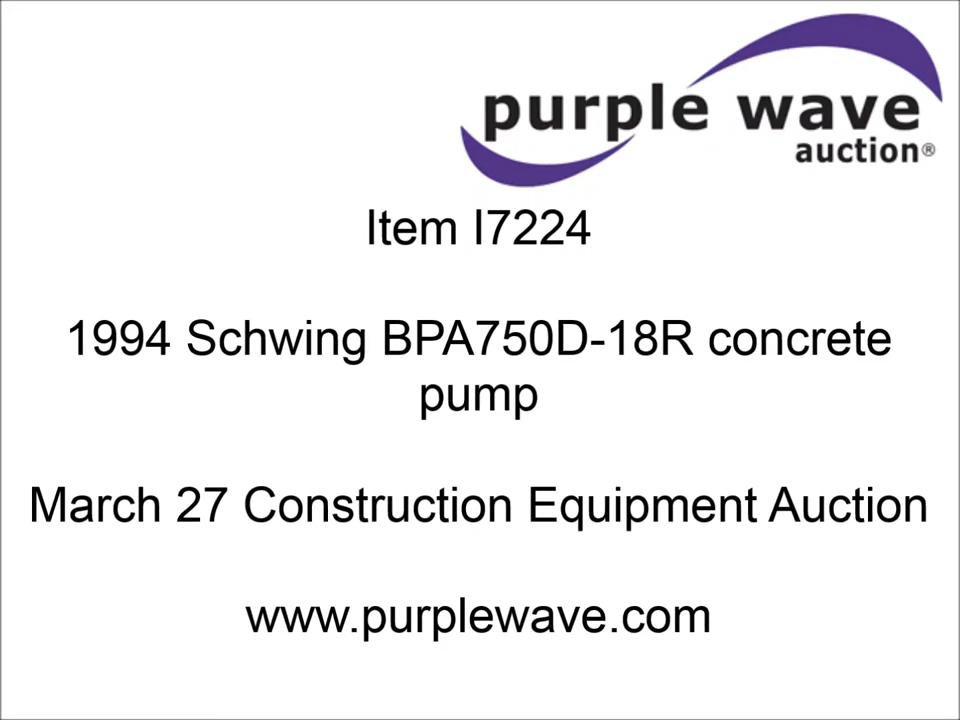 purple wave
auction®
Item I7224
1994 Schwing BPA750D-18R concrete
pump
March 27 Construction Equipment Auction
www.purplewave.com